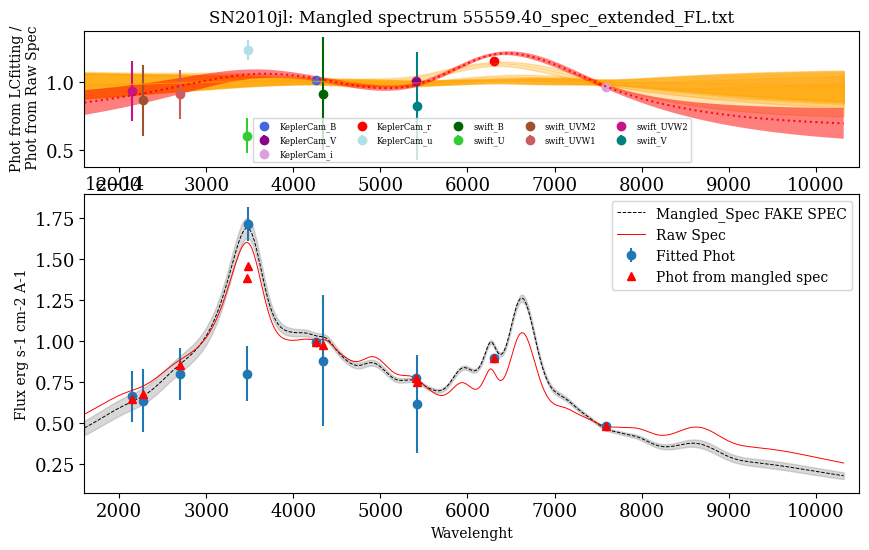 SN2010jl: Mangled spectrum 55559.40_spec_extended_FL.txt
Phot from LCfitting /
Phot from Raw Spec
1.0
0.5
KeplerCam_B KeplerCam_r swift_B swift_UVM2 swift_UVW2
KeplerCam_V KeplerCam_u swift_U swift_UVW1 swift_V
KeplerCam_i
2000 3000 4000 5000 6000 7000 8000 9000 10000
1e−14
Flux erg s-1 cm-2 A-1
1.75
1.50
1.25
1.00
0.75
0.50
0.25
Mangled_Spec FAKE SPEC
Raw Spec
Fitted Phot
Phot from mangled spec
2000 3000 4000 5000 6000 7000 8000 9000 10000
Wavelenght